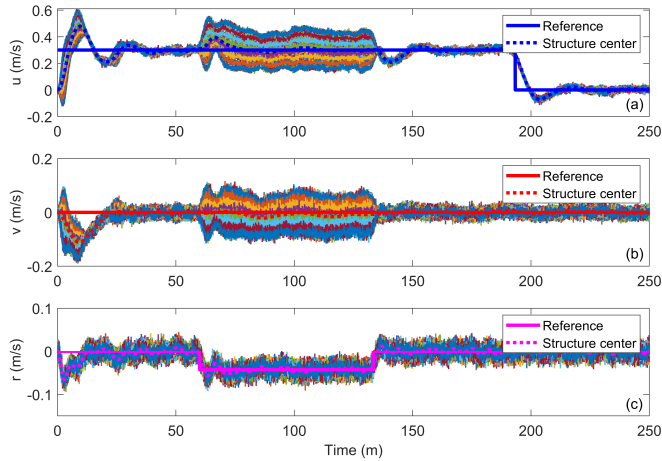 0.6
0.4
0.2
0
-0.2
u (m/s)
Reference
Structure center
(a)
0 50 100 150 200 250
0.2
0
-0.2
v (m/s)
Reference
Structure center
(b)
0 50 100 150 200 250
0.1
0
-0.1
r (m/s)
Reference
Structure center
(c)
0 50 100 150 200 250
Time (m)